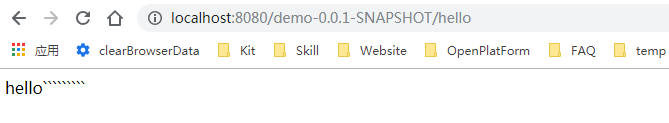 localhost:8080/demo-0.0.1-SNAPSHOT/hello
应用 clearBrowserData Kit Skill Website OpenPlatForm FAQ temp
hello`````````